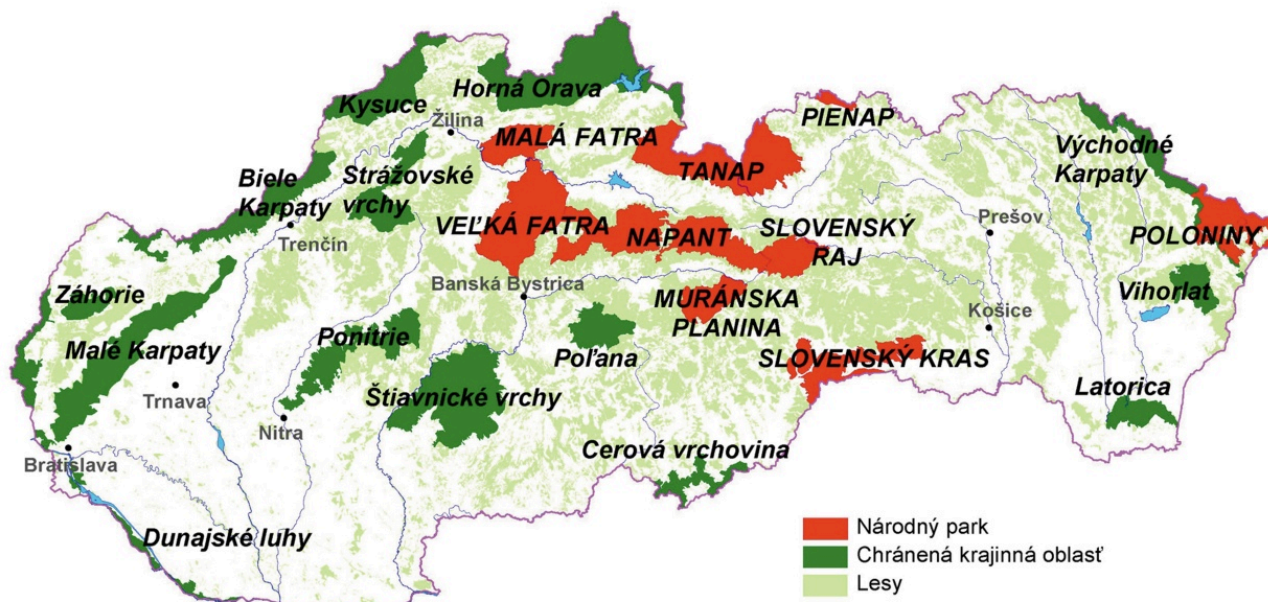 Horná Orava
Kysuce
Žilina
PIENAP
MALÁ FATRA
TANAP
Východné
Karpaty
Strážovské
vrchy
Biele
Karpaty
Trenčín
VEĽKÁ FATRA
NAPANT
SLOVENSKÝ
RAJ
Prešov
POLONINY
Banská Bystrica
MURÁNSKA
PLANINA
Vihorlat
Záhorie
Malé Karpaty
Ponitrie
Poľana
Košice
SLOVENSKÝ KRAS
Trnava
Štiavnické vrchy
Latorica
Nitra
Bratislava
Cerová vrchovina
Dunajské luhy
Národný park
Chránená krajinná oblasť
Lesy